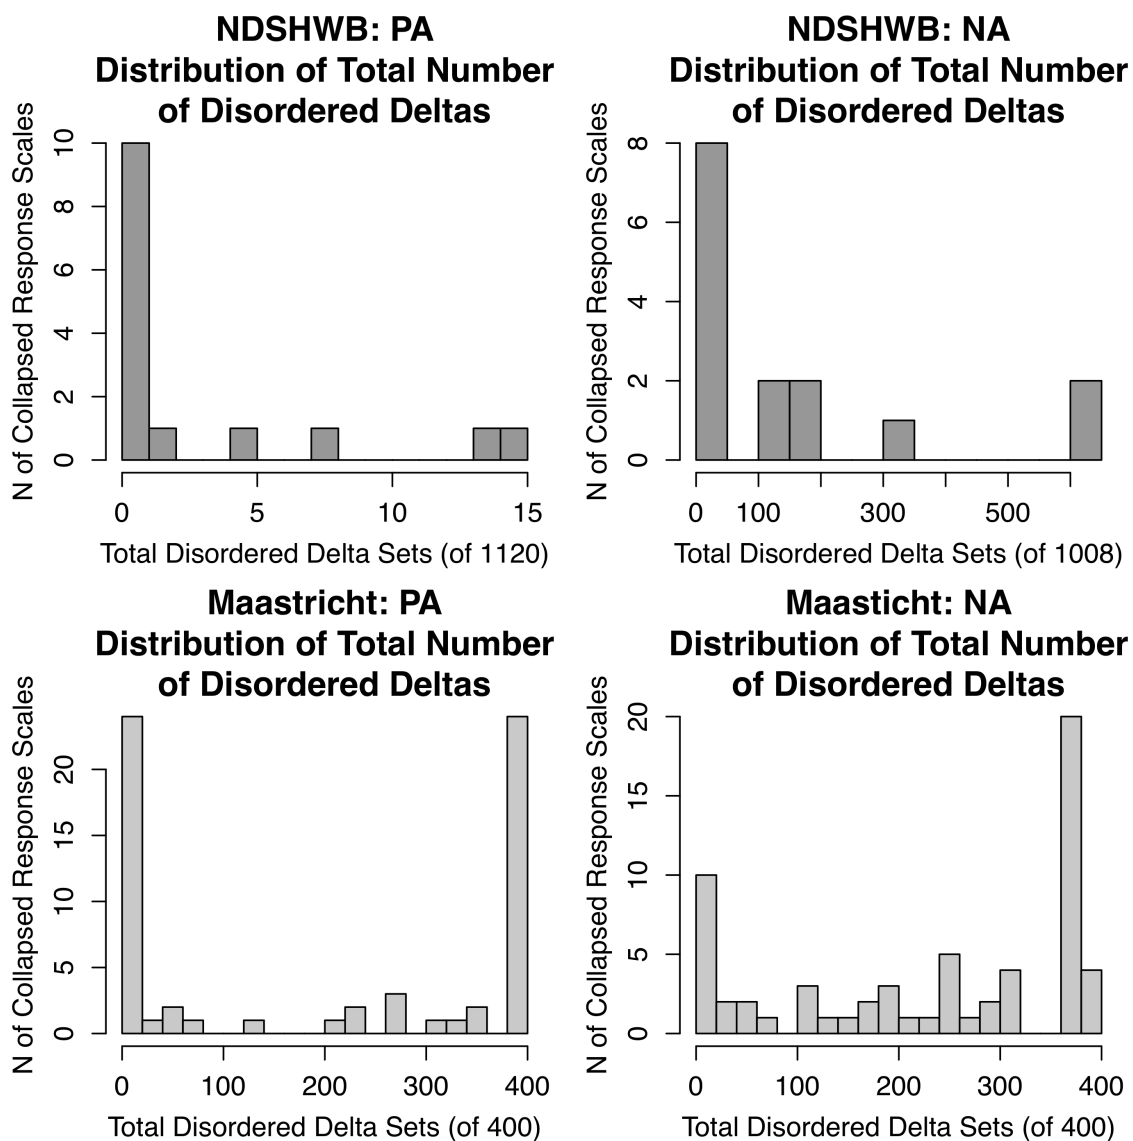 NDSHWB: PA
Distribution of Total Number
of Disordered Deltas
N of Collapsed Response Scales
0 2 4 6 8 10
0 5 10 15
Total Disordered Delta Sets (of 1120)
NDSHWB: NA
Distribution of Total Number
of Disordered Deltas
N of Collapsed Response Scales
0 2 4 6 8
0 100 300 500
Total Disordered Delta Sets (of 1008)
Maastricht: PA
Distribution of Total Number
of Disordered Deltas
N of Collapsed Response Scales
0 5 10 15 20
0 100 200 300 400
Total Disordered Delta Sets (of 400)
Maasticht: NA
Distribution of Total Number
of Disordered Deltas
N of Collapsed Response Scales
0 5 10 15 20
0 100 200 300 400
Total Disordered Delta Sets (of 400)